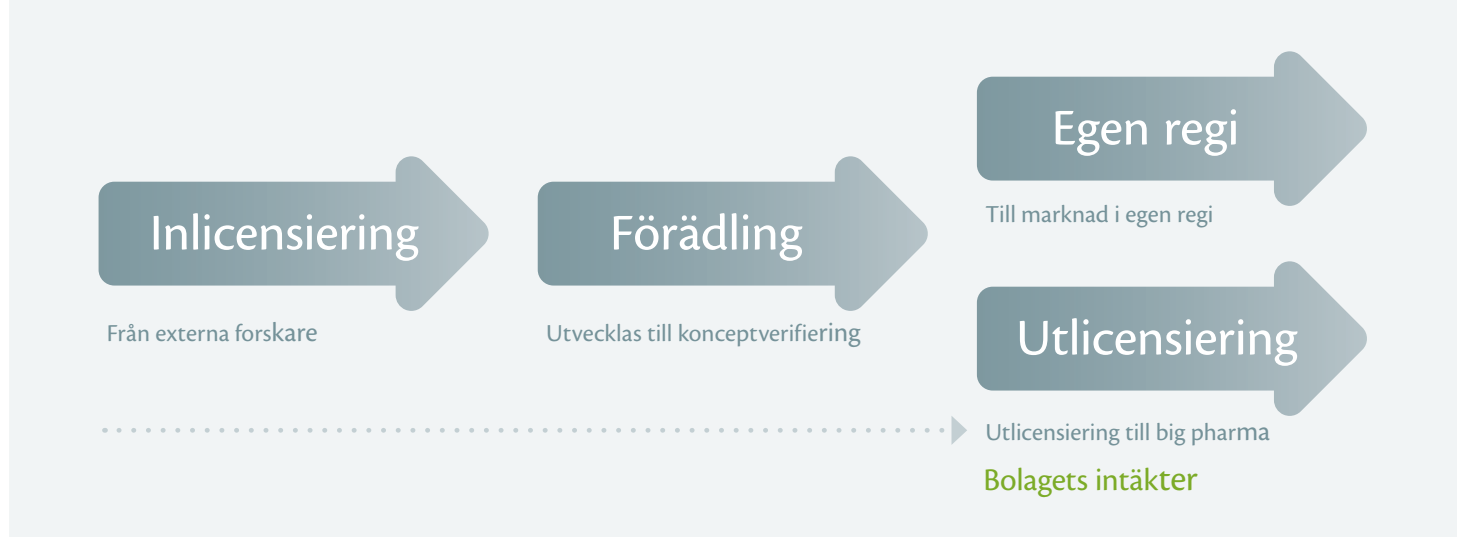 Inlicensiering
Från externa forskare
Förädling
Utvecklas till konceptverifiering
Egen regi
Till marknad i egen regi
Utlicensiering
Utlicensiering till big pharma
Bolagets intäkter